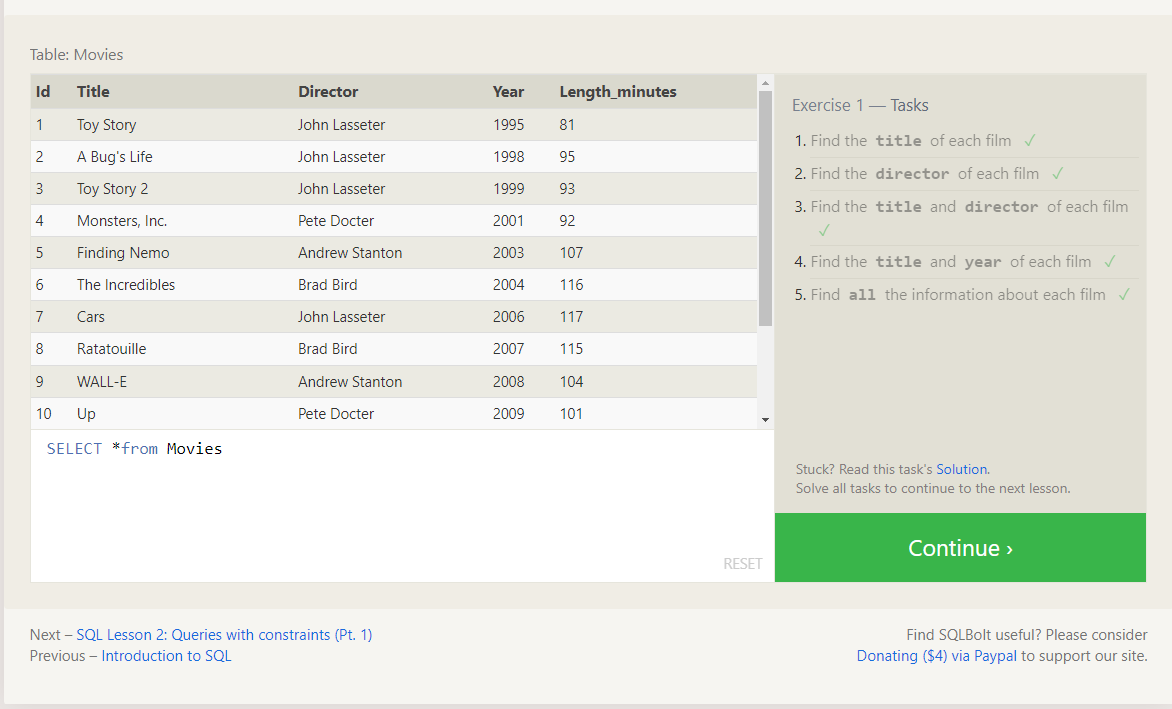 Table: Movies
Id Title Director Year Length_minutes
1 Toy Story John Lasseter 1995 81
2 A Bug's Life John Lasseter 1998 95
3 Toy Story 2 John Lasseter 1999 93
4 Monsters, Inc. Pete Docter 2001 92
5 Finding Nemo Andrew Stanton 2003 107
6 The Incredibles Brad Bird 2004 116
7 Cars John Lasseter 2006 117
8 Ratatouille Brad Bird 2007 115
9 WALL-E Andrew Stanton 2008 104
10 Up Pete Docter 2009 101
SELECT *from Movies
RESET
Exercise 1 — Tasks
1. Find the title of each film ✓
2. Find the director of each film ✓
3. Find the title and director of each film
✓
4. Find the title and year of each film ✓
5. Find all the information about each film ✓
Stuck? Read this task's Solution.
Solve all tasks to continue to the next lesson.
Continue ›
Next – SQL Lesson 2: Queries with constraints (Pt. 1)
Previous – Introduction to SQL
Find SQLBolt useful? Please consider
Donating ($4) via Paypal to support our site.